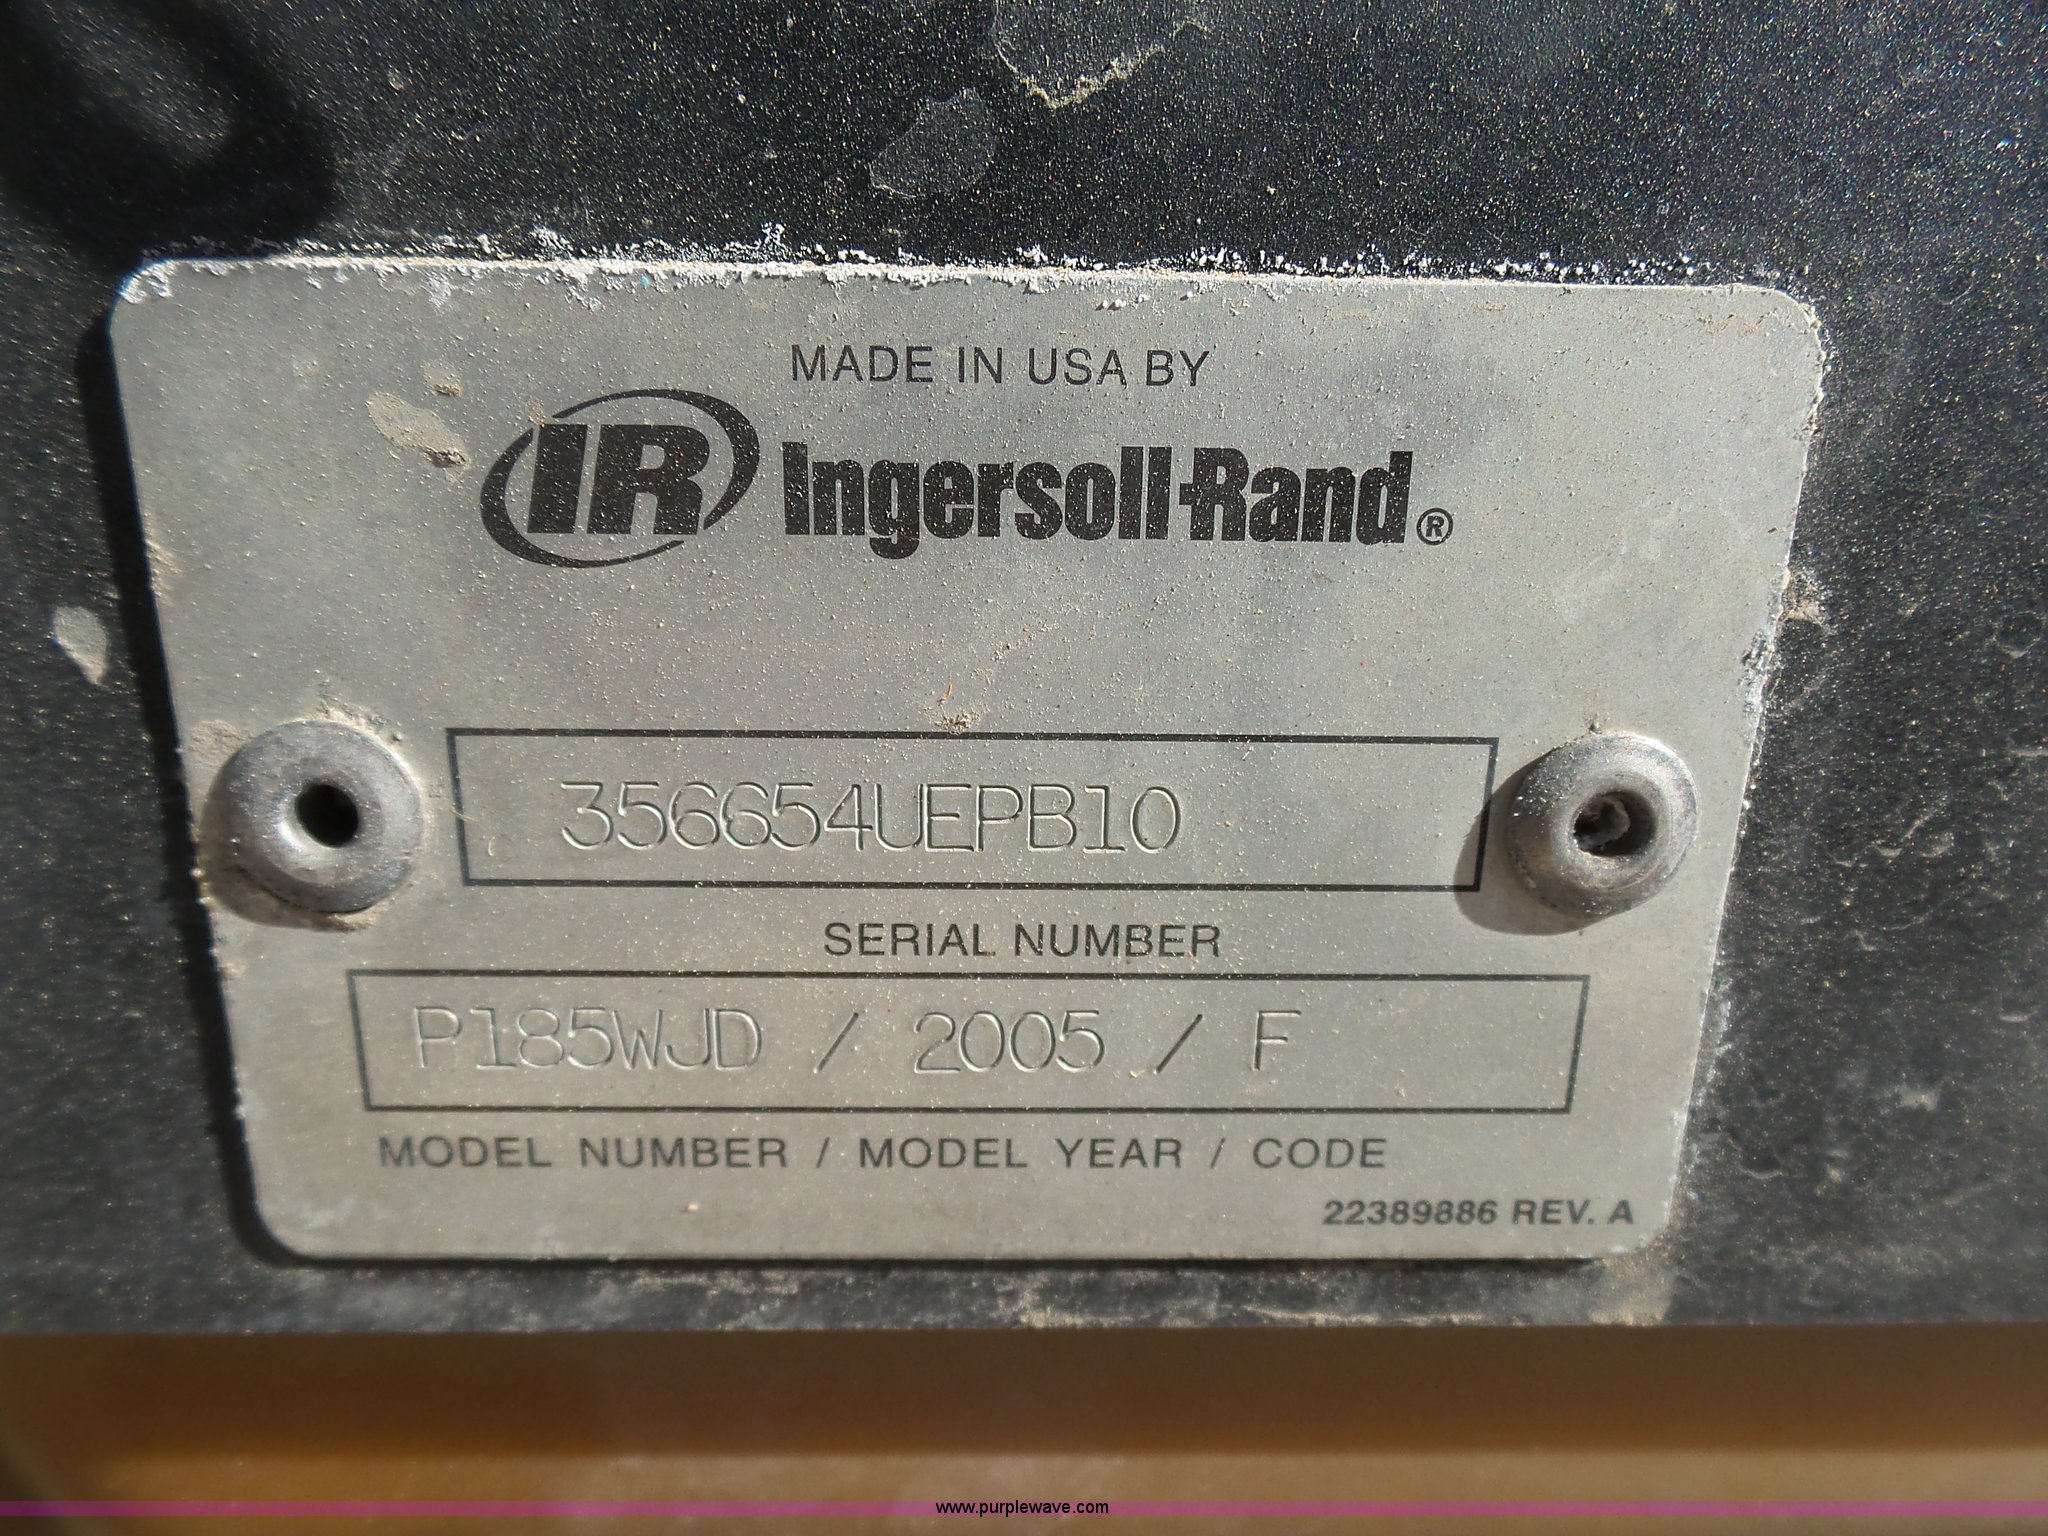 MADE IN USA BY
IR Ingersoll-Rand®
356654UEPB10
SERIAL NUMBER
P185WJD / 2005 / F
MODEL NUMBER / MODEL YEAR / CODE
22389886 REV. A
www.purplewave.com